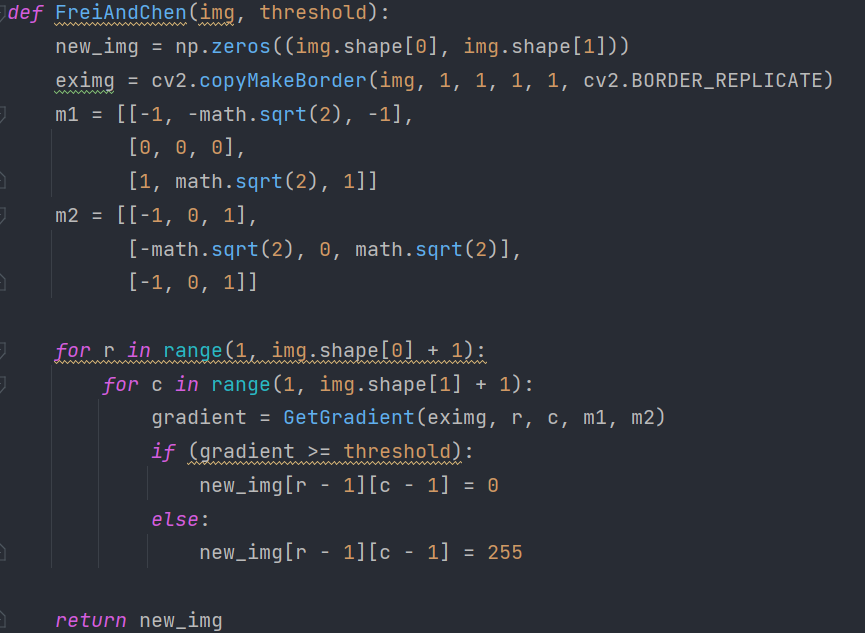 def FreiAndChen(img, threshold):
    new_img = np.zeros((img.shape[0], img.shape[1]))
    eximg = cv2.copyMakeBorder(img, 1, 1, 1, 1, cv2.BORDER_REPLICATE)
    m1 = [[-1, -math.sqrt(2), -1],
          [0, 0, 0],
          [1, math.sqrt(2), 1]]
    m2 = [[-1, 0, 1],
          [-math.sqrt(2), 0, math.sqrt(2)],
          [-1, 0, 1]]

    for r in range(1, img.shape[0] + 1):
        for c in range(1, img.shape[1] + 1):
            gradient = GetGradient(eximg, r, c, m1, m2)
            if (gradient >= threshold):
                new_img[r - 1][c - 1] = 0
            else:
                new_img[r - 1][c - 1] = 255

    return new_img